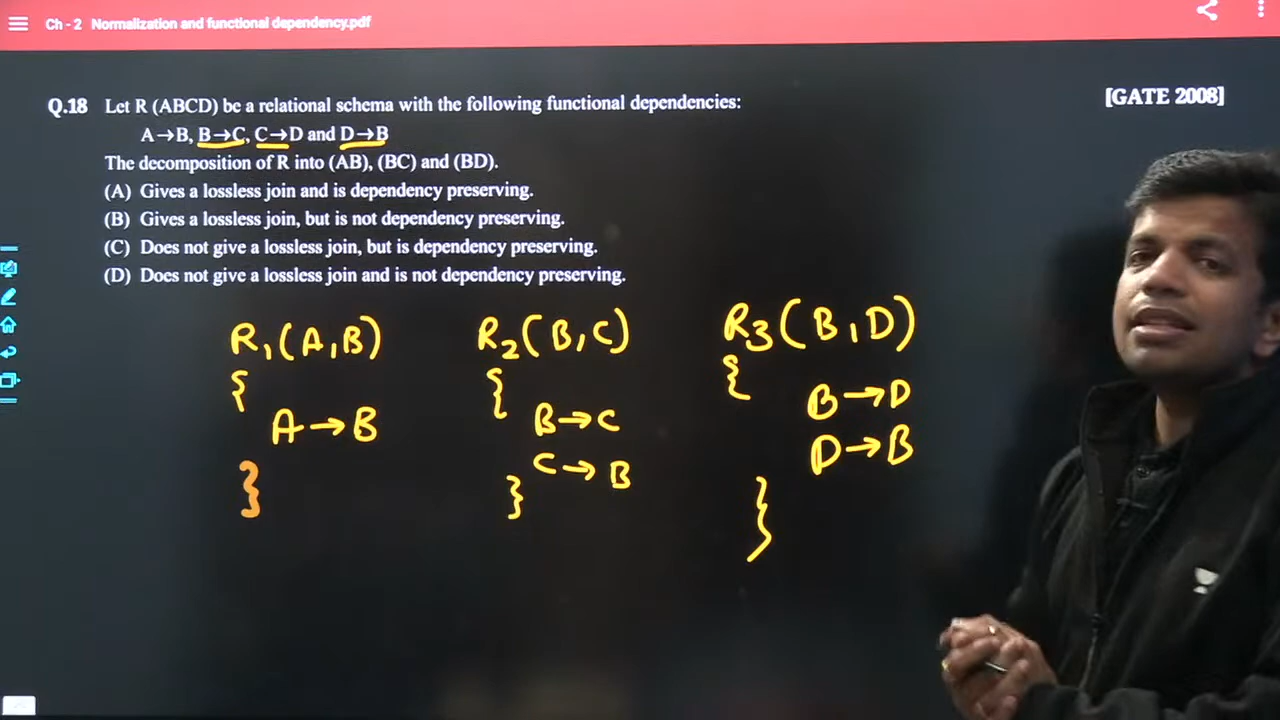 Ch - 2 Normalization and functional dependency.pdf
Q.18 Let R (ABCD) be a relational schema with the following functional dependencies: [GATE 2008]
A→B, B→C, C→D and D→B
The decomposition of R into (AB), (BC) and (BD).
(A) Gives a lossless join and is dependency preserving.
(B) Gives a lossless join, but is not dependency preserving.
(C) Does not give a lossless join, but is dependency preserving.
(D) Does not give a lossless join and is not dependency preserving.
R₁(A,B) R₂(B,C) R3(B,D)
{ { {
A→B B→C B→D
C→B D→B
} } }